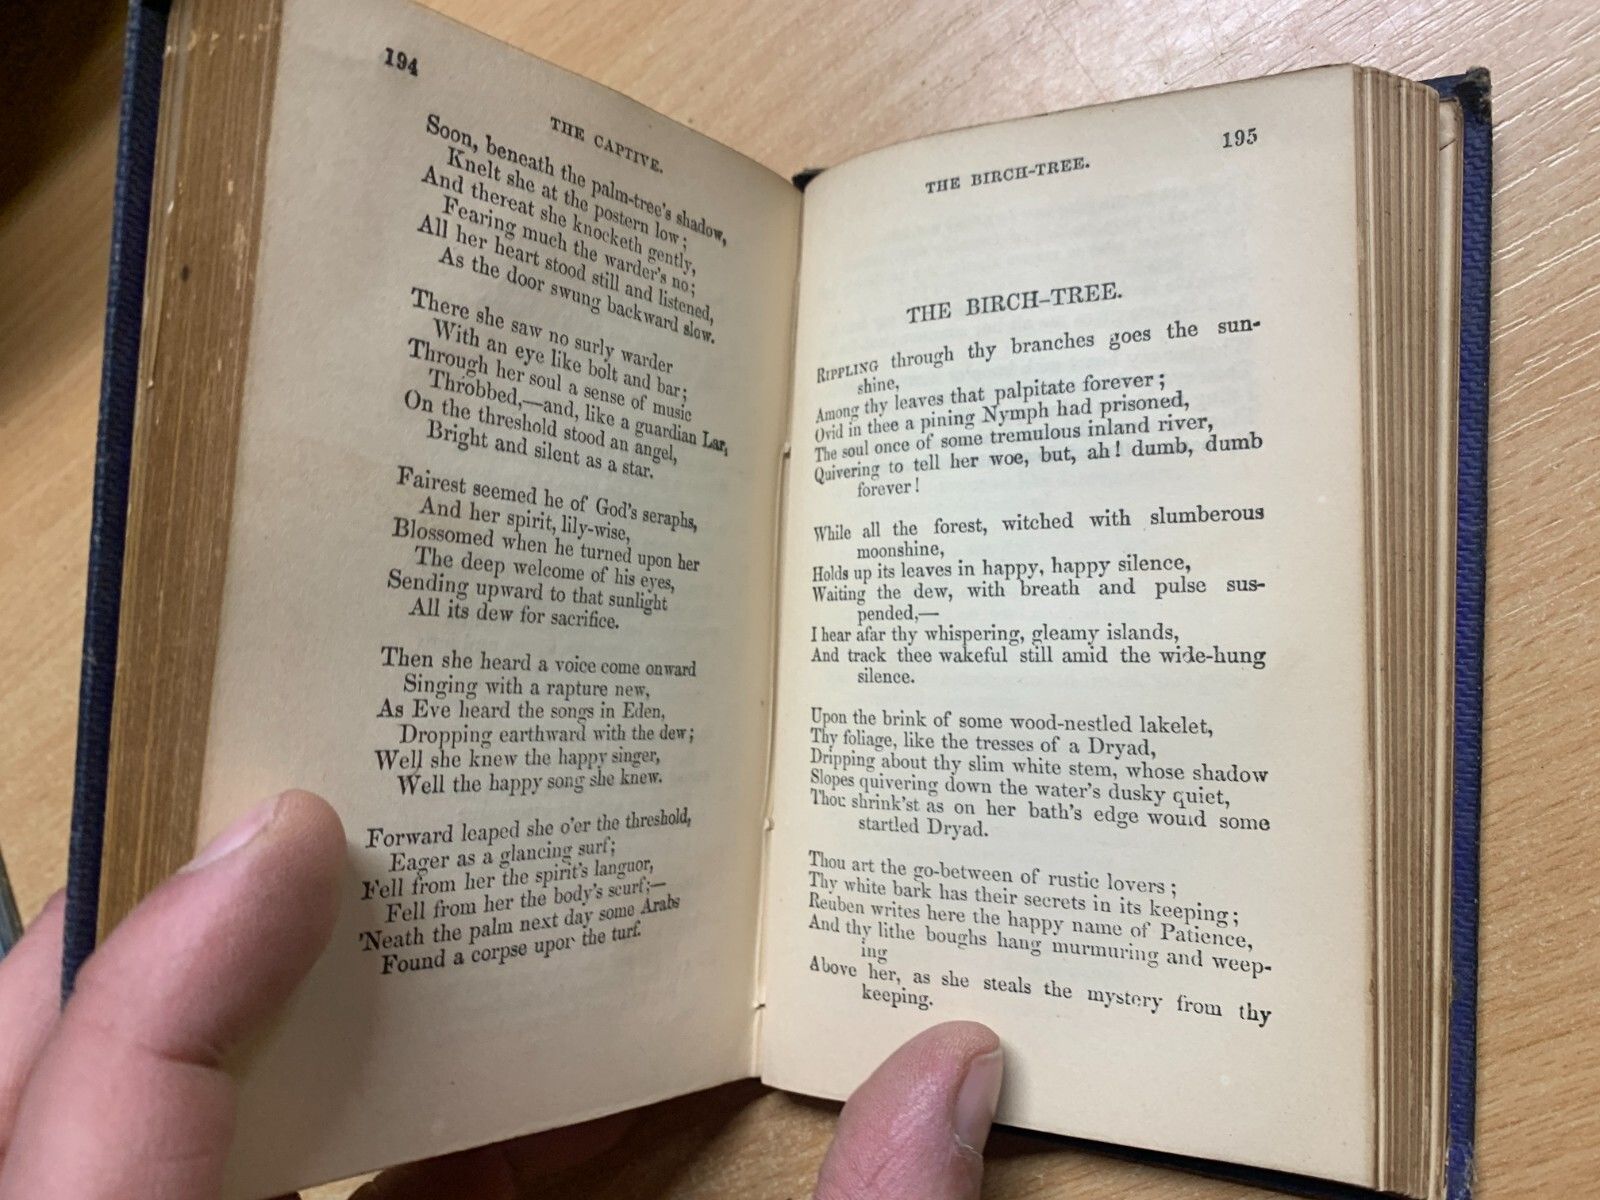 194
THE CAPTIVE.
Soon, beneath the palm-tree's shadow,
Knelt she at the postern low;
And thereat she knocketh gently,
Fearing much the warder's no;
All her heart stood still and listened,
As the door swung backward slow.
There she saw no surly warder
With an eye like bolt and bar;
Through her soul a sense of music
Throbbed,—and, like a guardian Lar,
On the threshold stood an angel,
Bright and silent as a star.
Fairest seemed he of God's seraphs,
And her spirit, lily-wise,
Blossomed when he turned upon her
The deep welcome of his eyes,
Sending upward to that sunlight
All its dew for sacrifice.
Then she heard a voice come onward
Singing with a rapture new,
As Eve heard the songs in Eden,
Dropping earthward with the dew;
Well she knew the happy singer,
Well the happy song she knew.
Forward leaped she o'er the threshold,
Eager as a glancing surf;
Fell from her the spirit's languor,
Fell from her the body's scurf;—
'Neath the palm next day some Arabs
Found a corpse upon the turf.
195
THE BIRCH-TREE.
THE BIRCH-TREE.
RIPPLING through thy branches goes the sun-
shine,
Among thy leaves that palpitate forever;
Ovid in thee a pining Nymph had prisoned,
The soul once of some tremulous inland river,
Quivering to tell her woe, but, ah! dumb, dumb
forever!
While all the forest, witched with slumberous
moonshine,
Holds up its leaves in happy, happy silence,
Waiting the dew, with breath and pulse sus-
pended,—
I hear afar thy whispering, gleamy islands,
And track thee wakeful still amid the wide-hung
silence.
Upon the brink of some wood-nestled lakelet,
Thy foliage, like the tresses of a Dryad,
Dripping about thy slim white stem, whose shadow
Slopes quivering down the water's dusky quiet,
Thou shrink'st as on her bath's edge would some
startled Dryad.
Thou art the go-between of rustic lovers;
Thy white bark has their secrets in its keeping;
Reuben writes here the happy name of Patience,
And thy lithe boughs hang murmuring and weep-
ing
Above her, as she steals the mystery from thy
keeping.